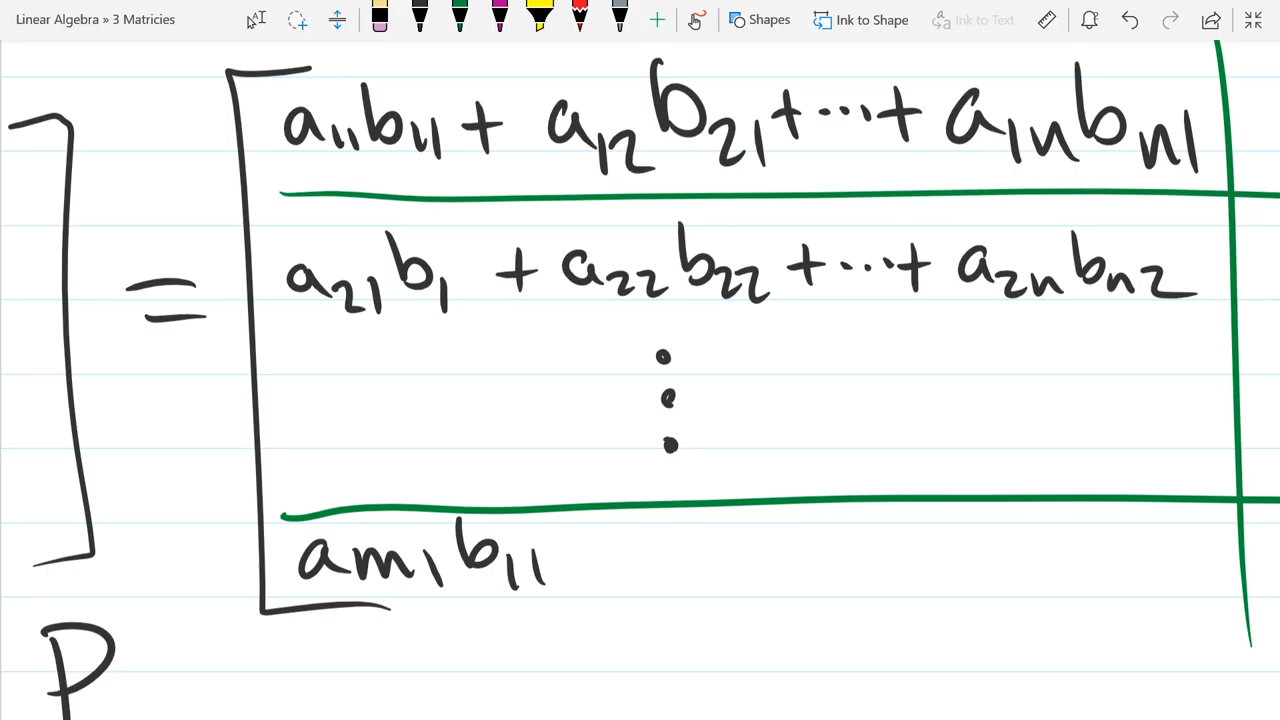 Linear Algebra » 3 Matricies Shapes Ink to Shape Ink to Text
a₁₁b₁₁ + a₁₂b₂₁ + ⋯ + a₁ₙbₙ₁
= a₂₁b₁ + a₂₂b₂₂ + ⋯ + a₂ₙbₙ₂
⋮
am₁b₁₁
P